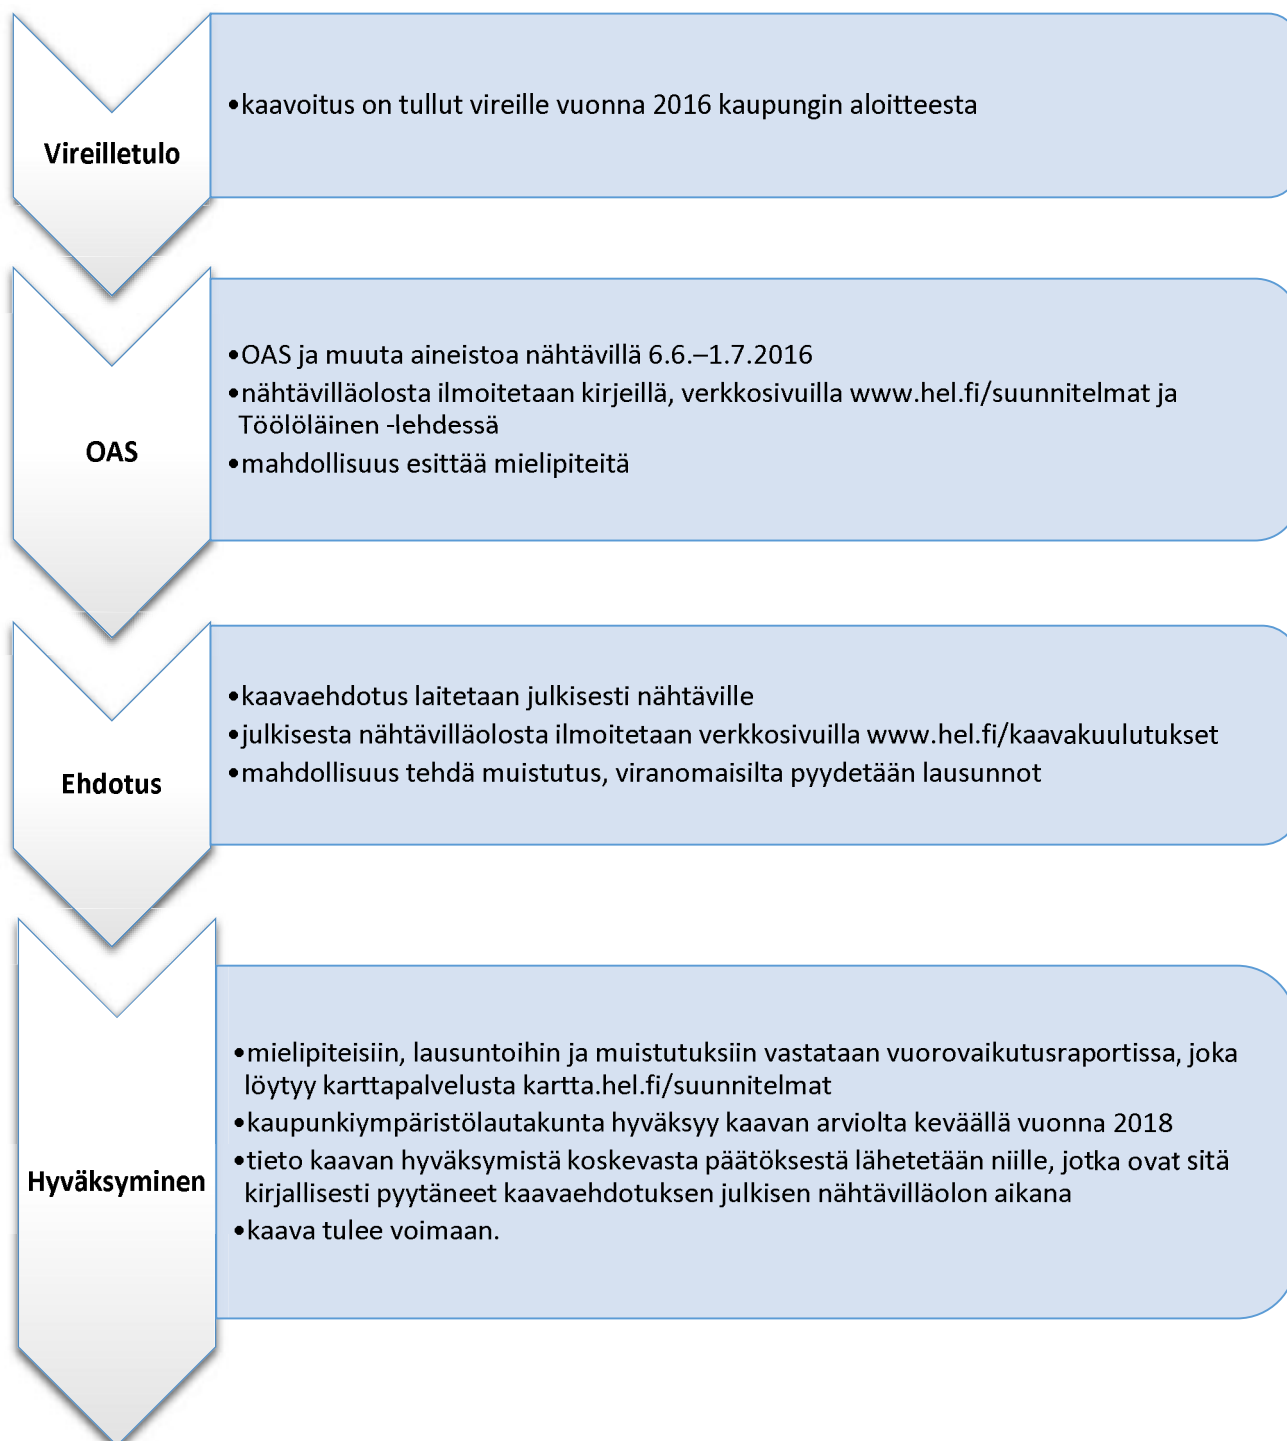 Vireilletulo
•kaavoitus on tullut vireille vuonna 2016 kaupungin aloitteesta
OAS
•OAS ja muuta aineistoa nähtävillä 6.6.–1.7.2016
•nähtävilläolosta ilmoitetaan kirjeillä, verkkosivuilla www.hel.fi/suunnitelmat ja
Töölöläinen -lehdessä
•mahdollisuus esittää mielipiteitä
Ehdotus
•kaavaehdotus laitetaan julkisesti nähtäville
•julkisesta nähtävilläolosta ilmoitetaan verkkosivuilla www.hel.fi/kaavakuulutukset
•mahdollisuus tehdä muistutus, viranomaisilta pyydetään lausunnot
Hyväksyminen
•mielipiteisiin, lausuntoihin ja muistutuksiin vastataan vuorovaikutusraportissa, joka
löytyy karttapalvelusta kartta.hel.fi/suunnitelmat
•kaupunkiympäristölautakunta hyväksyy kaavan arviolta keväällä vuonna 2018
•tieto kaavan hyväksymistä koskevasta päätöksestä lähetetään niille, jotka ovat sitä
kirjallisesti pyytäneet kaavaehdotuksen julkisen nähtävilläolon aikana
•kaava tulee voimaan.